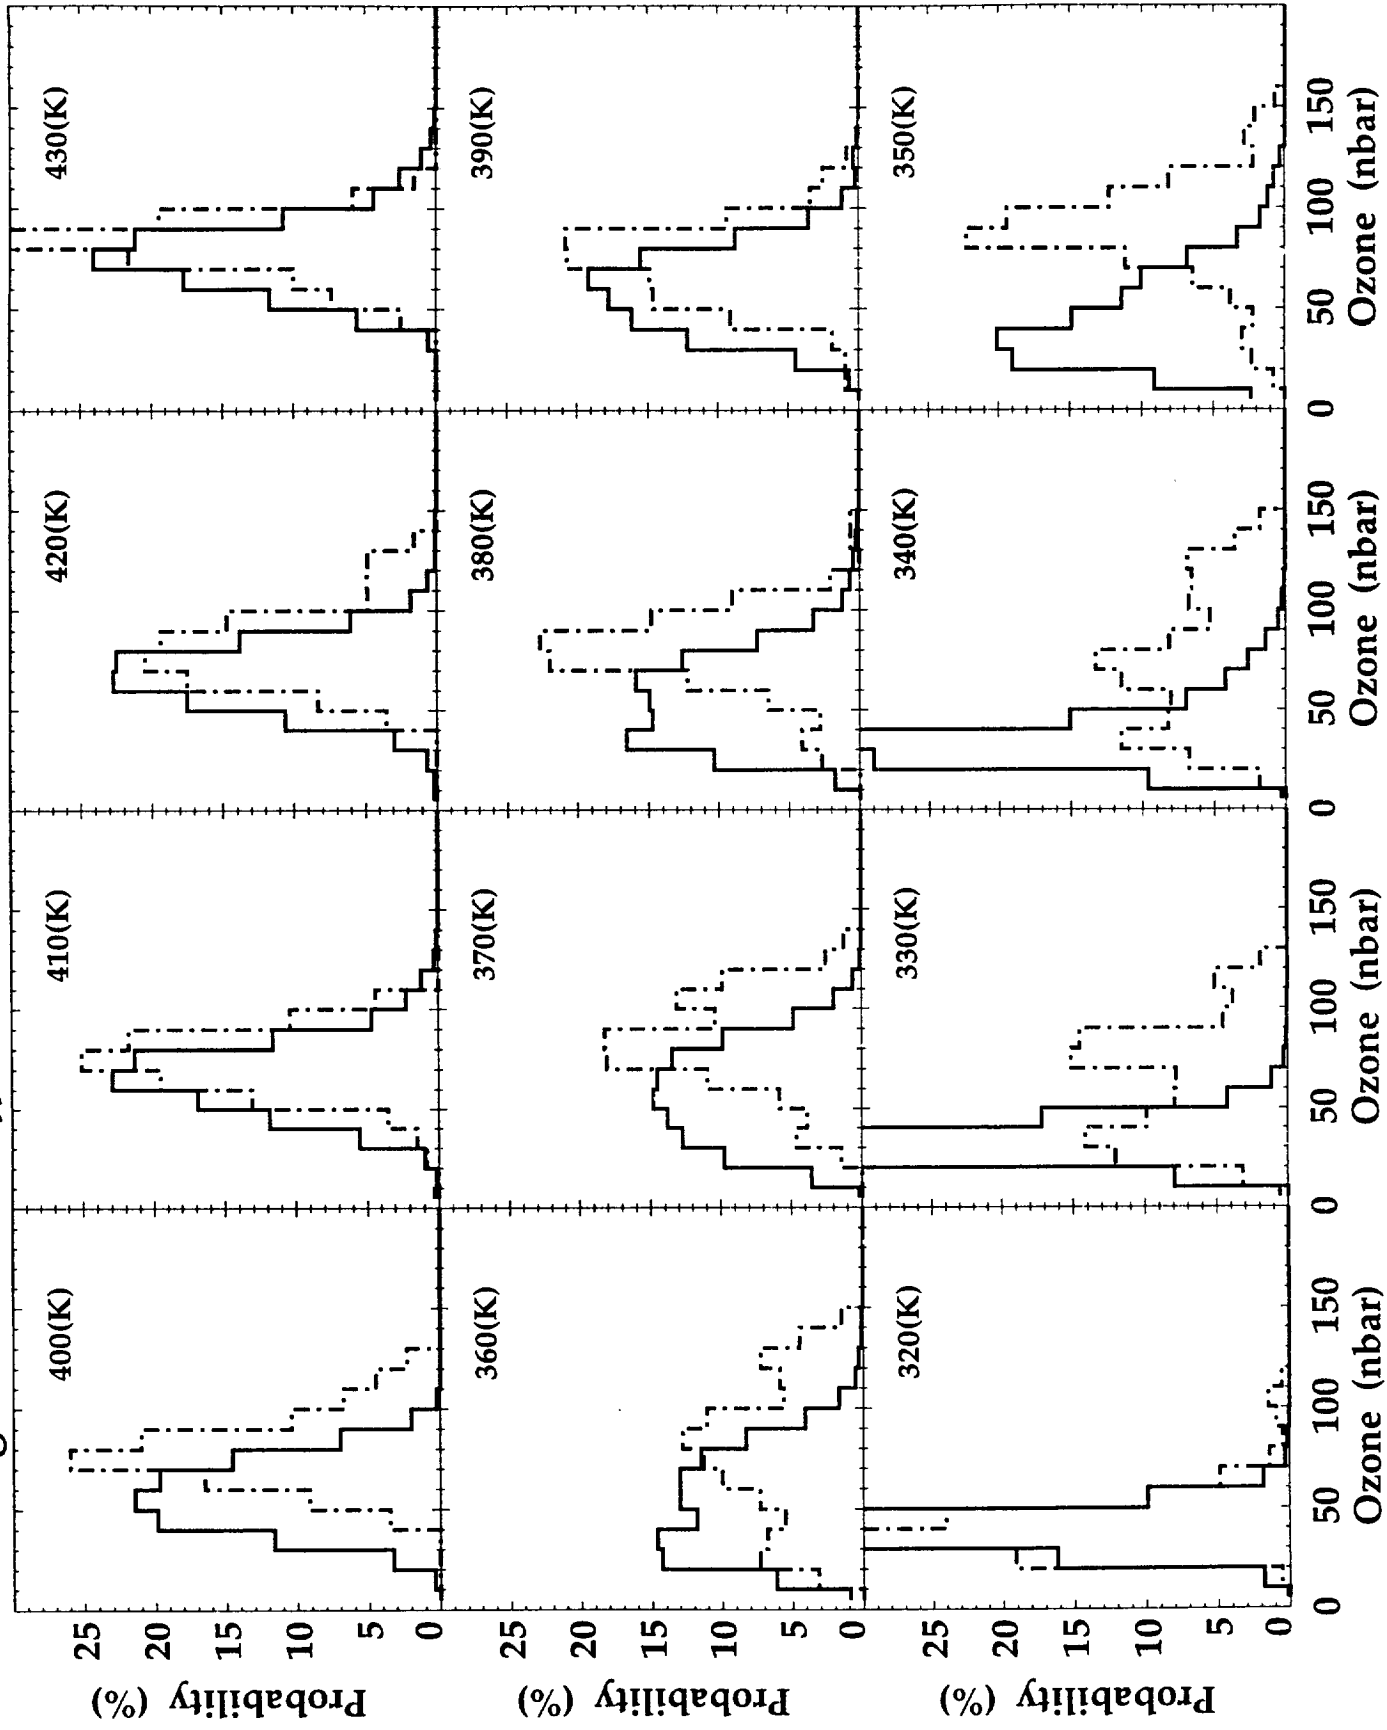 Probability (%)
25
20
15
10
5
0
400(K)
410(K)
420(K)
430(K)
Probability (%)
25
20
15
10
5
0
360(K)
370(K)
380(K)
390(K)
Probability (%)
25
20
15
10
5
0
320(K)
330(K)
340(K)
350(K)
0 50 100 150
0 50 100 150
0 50 100 150
0 50 100 150
Ozone (nbar)
Ozone (nbar)
Ozone (nbar)
Ozone (nbar)